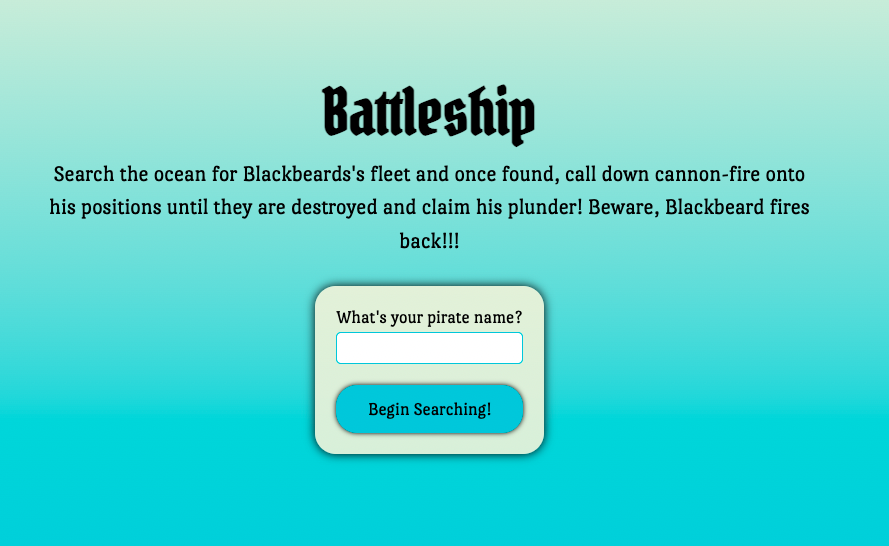 Battleship
Search the ocean for Blackbeards's fleet and once found, call down cannon-fire onto
his positions until they are destroyed and claim his plunder! Beware, Blackbeard fires
back!!!
What's your pirate name?
Begin Searching!